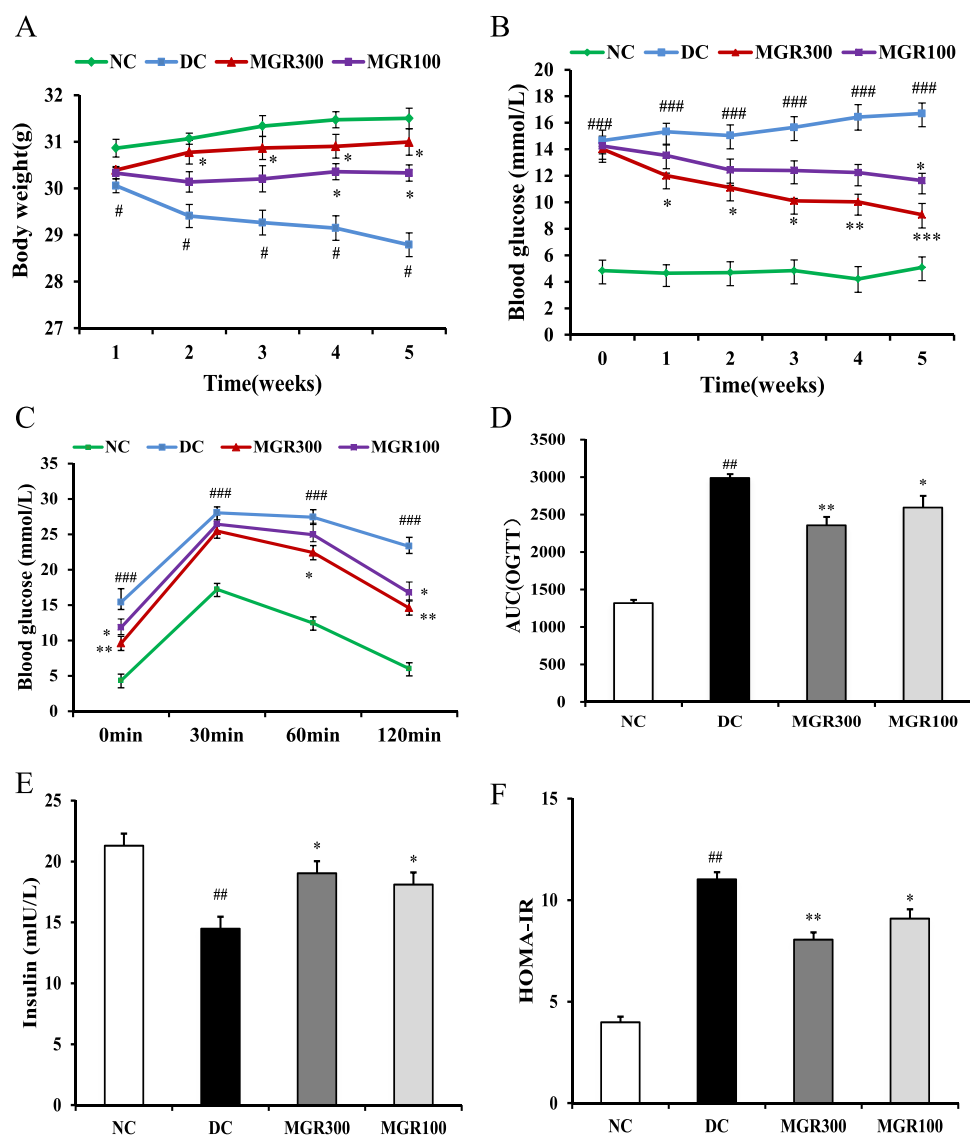 A
NC DC MGR300 MGR100
Body weight(g)
32
31
30
29
28
27
* * * *
* *
# # # # #
1 2 3 4 5
Time(weeks)
B
NC DC MGR300 MGR100
Blood glucose (mmol/L)
20
18
16
14
12
10
8
6
4
2
0
### ### ### ### ### ###
*
* * * ** ***
0 1 2 3 4 5
Time(weeks)
C
NC DC MGR300 MGR100
Blood glucose (mmol/L)
35
30
25
20
15
10
5
0
### ### ### ###
* *
** * **
0min 30min 60min 120min
D
AUC(OGTT)
3500
3000
2500
2000
1500
1000
500
0
## ** *
NC DC MGR300 MGR100
E
Insulin (mIU/L)
25
20
15
10
5
0
## * *
NC DC MGR300 MGR100
F
HOMA-IR
15
10
5
0
## ** *
NC DC MGR300 MGR100